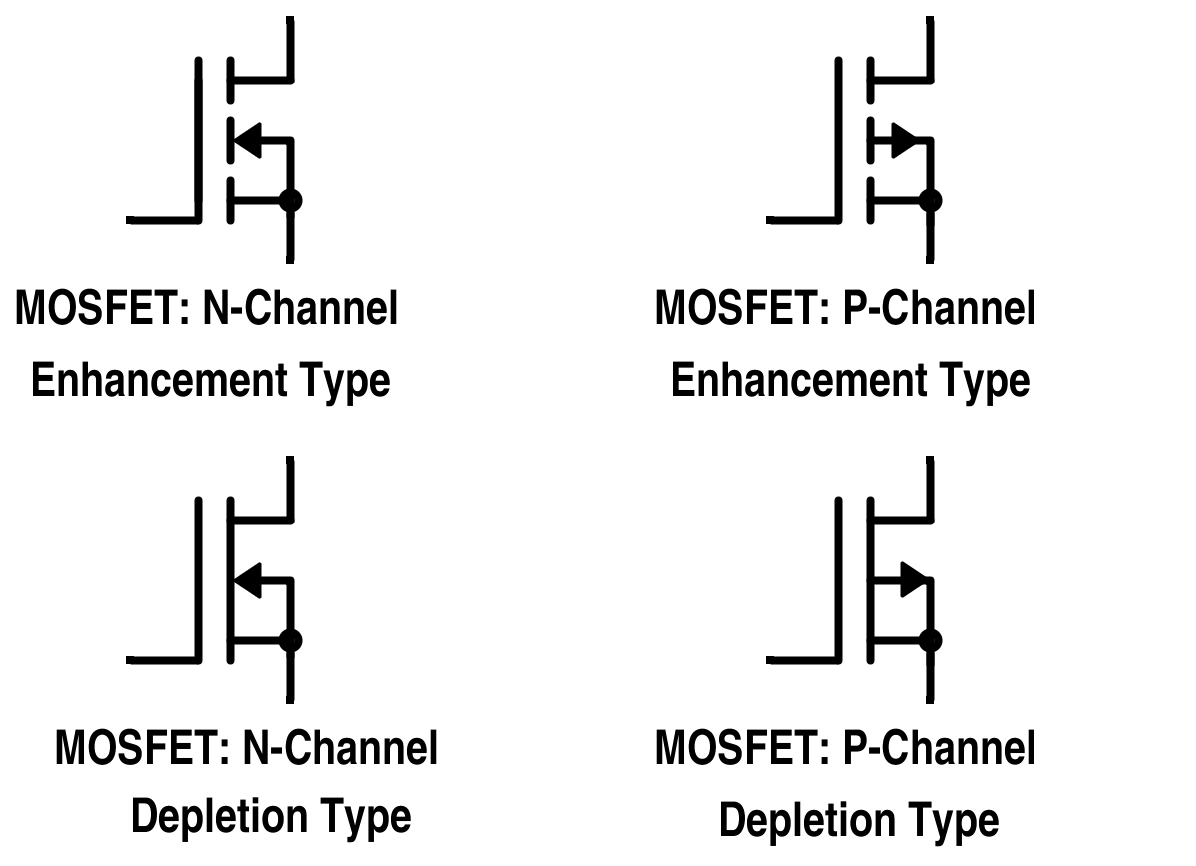 MOSFET: N-Channel
Enhancement Type
MOSFET: P-Channel
Enhancement Type
MOSFET: N-Channel
Depletion Type
MOSFET: P-Channel
Depletion Type